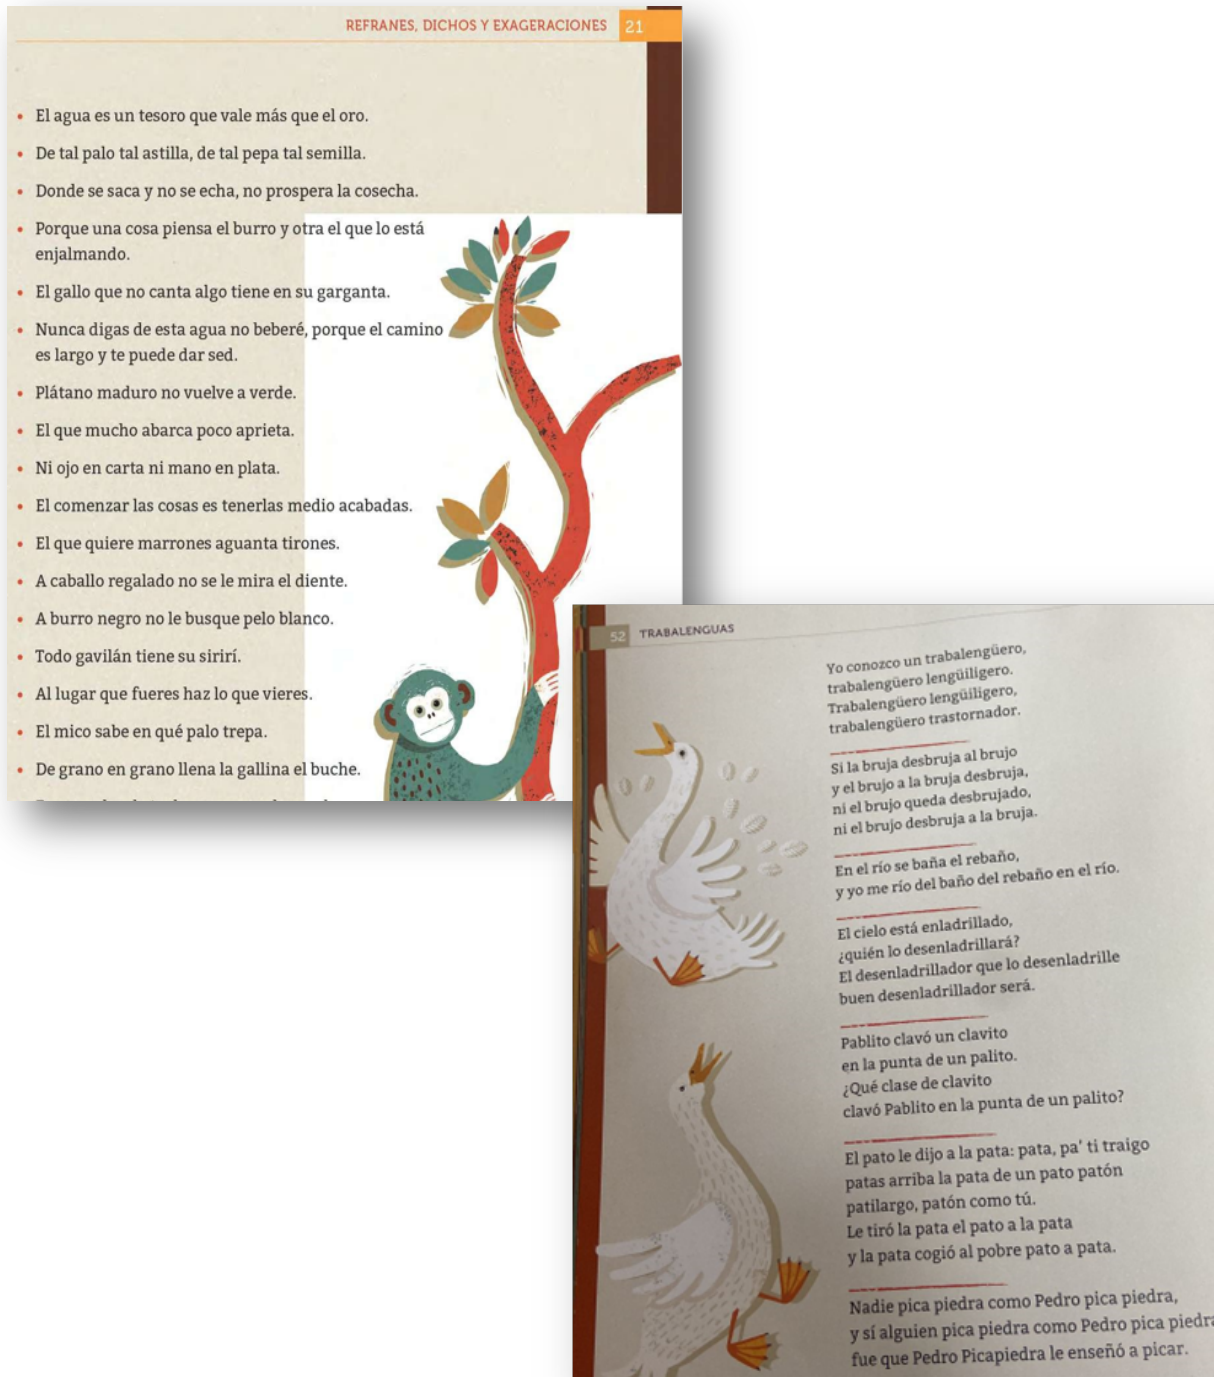 REFRANES, DICHOS Y EXAGERACIONES 21
• El agua es un tesoro que vale más que el oro.
• De tal palo tal astilla, de tal pepa tal semilla.
• Donde se saca y no se echa, no prospera la cosecha.
• Porque una cosa piensa el burro y otra el que lo está
enjalmando.
• El gallo que no canta algo tiene en su garganta.
• Nunca digas de esta agua no beberé, porque el camino
es largo y te puede dar sed.
• Plátano maduro no vuelve a verde.
• El que mucho abarca poco aprieta.
• Ni ojo en carta ni mano en plata.
• El comenzar las cosas es tenerlas medio acabadas.
• El que quiere marrones aguanta tirones.
• A caballo regalado no se le mira el diente.
• A burro negro no le busque pelo blanco.
• Todo gavilán tiene su sirirí.
• Al lugar que fueres haz lo que vieres.
• El mico sabe en qué palo trepa.
• De grano en grano llena la gallina el buche.
52 TRABALENGUAS
Yo conozco un trabalengüero,
trabalengüero lengüilígero.
Trabalengüero lengüilígero,
trabalengüero trastornador.
Si la bruja desbruja al brujo
y el brujo a la bruja desbruja,
ni el brujo queda desbrujado,
ni el brujo desbruja a la bruja.
En el río se baña el rebaño,
y yo me río del baño del rebaño en el río.
El cielo está enladrillado,
¿quién lo desenladrillará?
El desenladrillador que lo desenladrille
buen desenladrillador será.
Pablito clavó un clavito
en la punta de un palito.
¿Qué clase de clavito
clavó Pablito en la punta de un palito?
El pato le dijo a la pata: pata, pa' ti traigo
patas arriba la pata de un pato patón
patilargo, patón como tú.
Le tiró la pata el pato a la pata
y la pata cogió al pobre pato a pata.
Nadie pica piedra como Pedro pica piedra,
y sí alguien pica piedra como Pedro pica piedra
fue que Pedro Picapiedra le enseñó a picar.